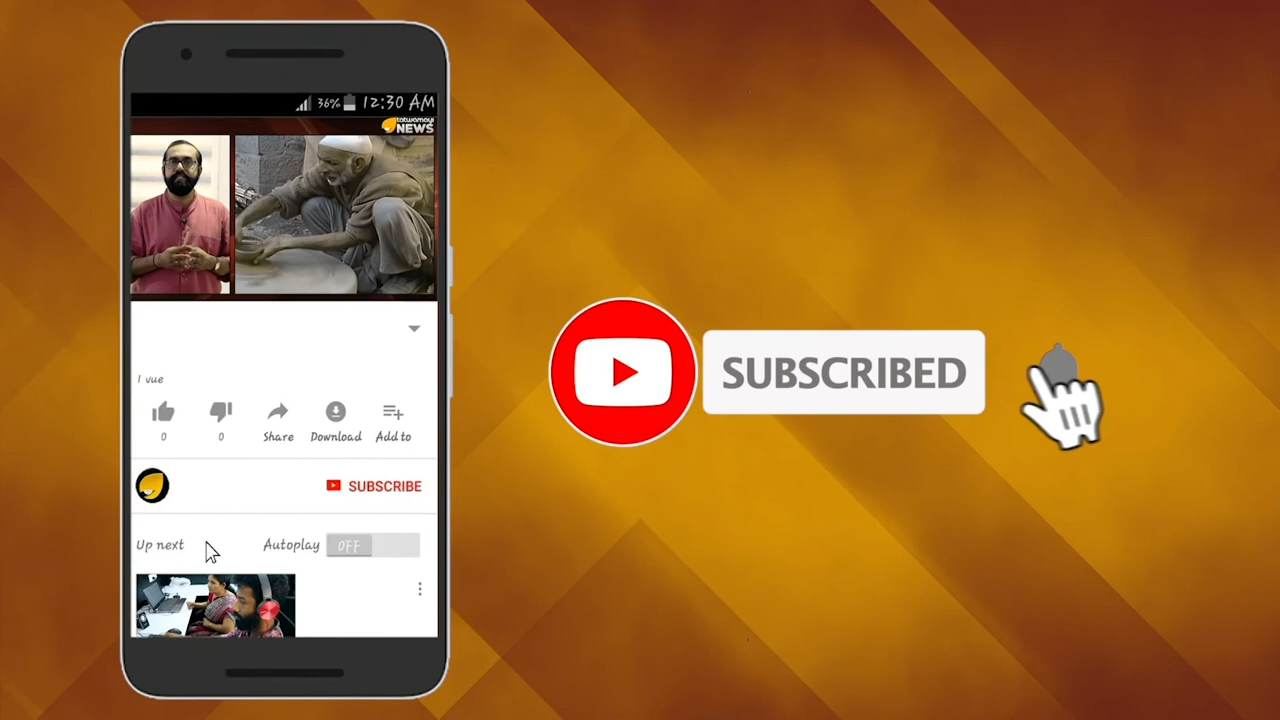 36% 12:30 AM
tatwamayi
NEWS
1 vue
0 0 Share Download Add to
SUBSCRIBE
Up next Autoplay OFF
SUBSCRIBED